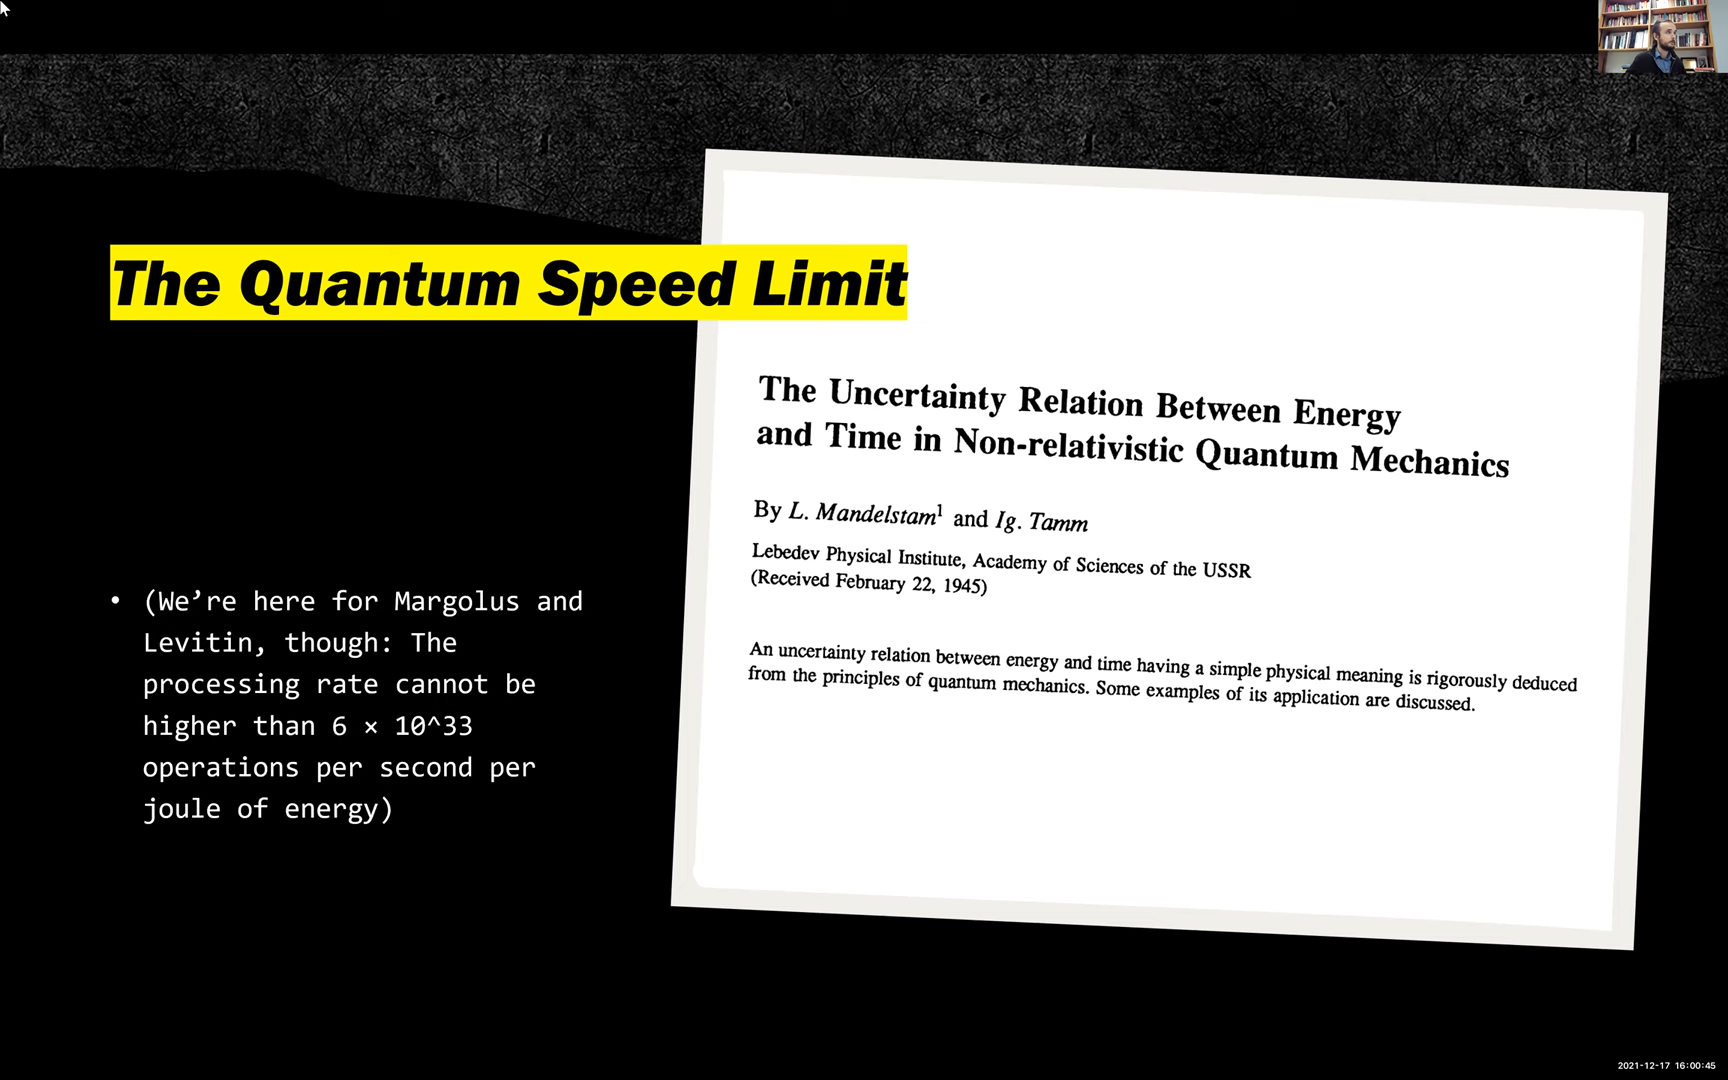 The Quantum Speed Limit
The Uncertainty Relation Between Energy
and Time in Non-relativistic Quantum Mechanics
By L. Mandelstam¹ and Ig. Tamm
Lebedev Physical Institute, Academy of Sciences of the USSR
(Received February 22, 1945)
An uncertainty relation between energy and time having a simple physical meaning is rigorously deduced
from the principles of quantum mechanics. Some examples of its application are discussed.
• (We’re here for Margolus and
Levitin, though: The
processing rate cannot be
higher than 6 × 10^33
operations per second per
joule of energy)
2021-12-17 16:00:45